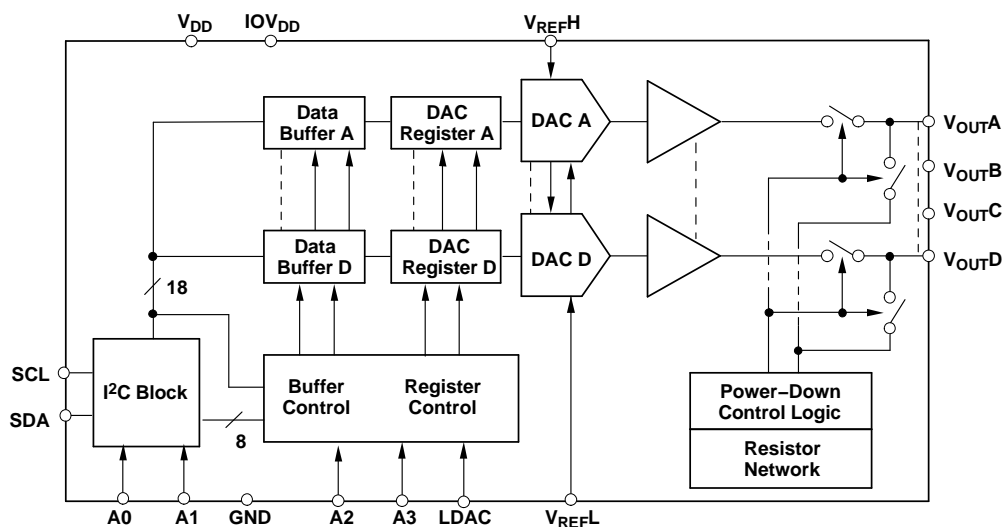 VDD IOVDD VREFH
Data Buffer A
DAC Register A
DAC A
VOUTA
VOUTB
VOUTC
Data Buffer D
DAC Register D
DAC D
VOUTD
18
SCL
SDA
I2C Block
8
Buffer Control
Register Control
Power–Down Control Logic
Resistor Network
A0 A1 GND A2 A3 LDAC VREFL